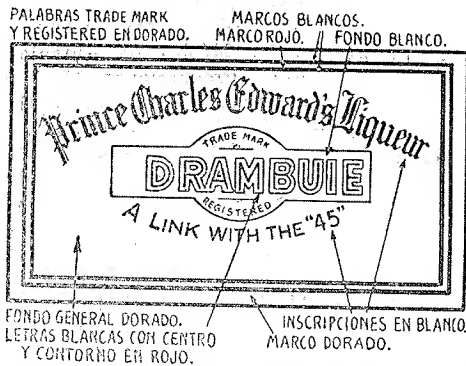 PALABRAS TRADE MARK
Y REGISTERED EN DORADO.
MARCOS BLANCOS.
MARCO ROJO.
FONDO BLANCO.
Prince Charles Edward's Liqueur
TRADE MARK
DRAMBUIE
REGISTERED
A LINK WITH THE "45"
FONDO GENERAL DORADO.
LETRAS BLANCAS CON CENTRO
Y CONTORNO EN ROJO.
INSCRIPCIONES EN BLANCO.
MARCO DORADO.